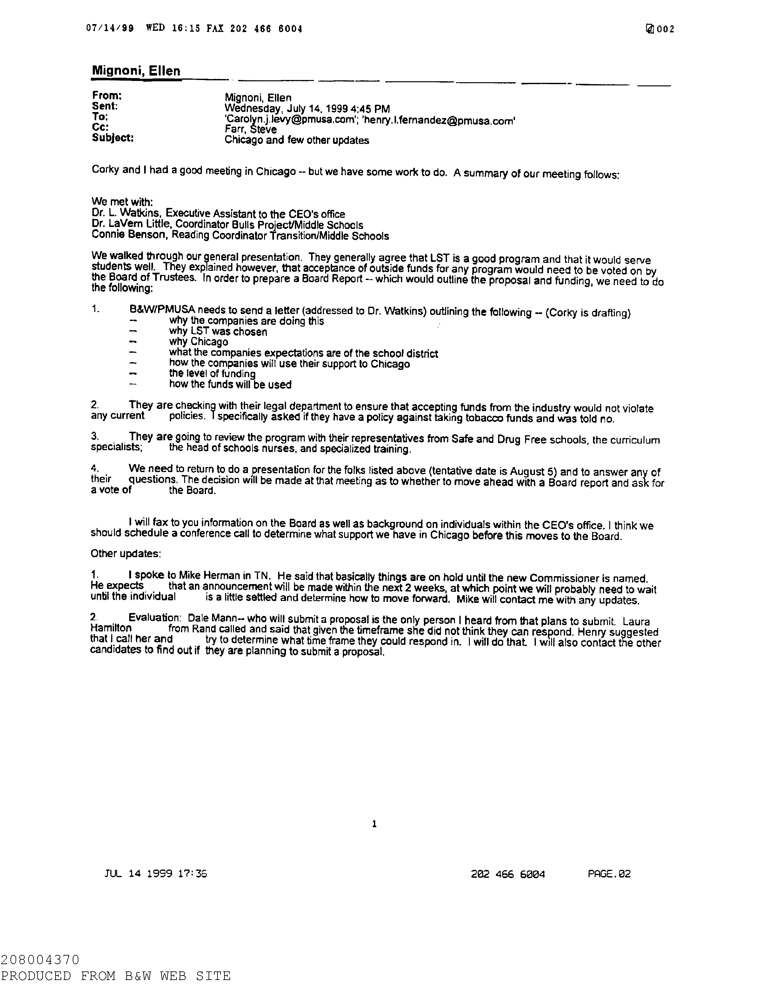 07/14/99 WED 16:15 FAX 202 466 6004 002
Mignoni, Ellen
From: Mignoni, Ellen
Sent: Wednesday, July 14, 1999 4:45 PM
To: 'Carolyn.j.levy@pmusa.com'; 'henry.l.fernandez@pmusa.com'
Cc: Farr, Steve
Subject: Chicago and few other updates
Corky and I had a good meeting in Chicago -- but we have some work to do. A summary of our meeting follows:
We met with:
Dr. L. Watkins, Executive Assistant to the CEO's office
Dr. LaVern Little, Coordinator Bulls Project/Middle Schools
Connie Benson, Reading Coordinator Transition/Middle Schools
We walked through our general presentation. They generally agree that LST is a good program and that it would serve
students well. They explained however, that acceptance of outside funds for any program would need to be voted on by
the Board of Trustees. In order to prepare a Board Report -- which would outline the proposal and funding, we need to do
the following:
1. B&W/PMUSA needs to send a letter (addressed to Dr. Watkins) outlining the following -- (Corky is drafting)
-- why the companies are doing this
-- why LST was chosen
-- why Chicago
-- what the companies expectations are of the school district
-- how the companies will use their support to Chicago
-- the level of funding
-- how the funds will be used
2. They are checking with their legal department to ensure that accepting funds from the industry would not violate
any current policies. I specifically asked if they have a policy against taking tobacco funds and was told no.
3. They are going to review the program with their representatives from Safe and Drug Free schools, the curriculum
specialists; the head of schools nurses, and specialized training.
4. We need to return to do a presentation for the folks listed above (tentative date is August 5) and to answer any of
their questions. The decision will be made at that meeting as to whether to move ahead with a Board report and ask for
a vote of the Board.
I will fax to you information on the Board as well as background on individuals within the CEO's office. I think we
should schedule a conference call to determine what support we have in Chicago before this moves to the Board.
Other updates:
1. I spoke to Mike Herman in TN. He said that basically things are on hold until the new Commissioner is named.
He expects that an announcement will be made within the next 2 weeks, at which point we will probably need to wait
until the individual is a little settled and determine how to move forward. Mike will contact me with any updates.
2 Evaluation: Dale Mann-- who will submit a proposal is the only person I heard from that plans to submit. Laura
Hamilton from Rand called and said that given the timeframe she did not think they can respond. Henry suggested
that I call her and try to determine what time frame they could respond in. I will do that. I will also contact the other
candidates to find out if they are planning to submit a proposal.
1
JUL 14 1999 17:36 202 466 6004 PAGE.02
208004370
PRODUCED FROM B&W WEB SITE